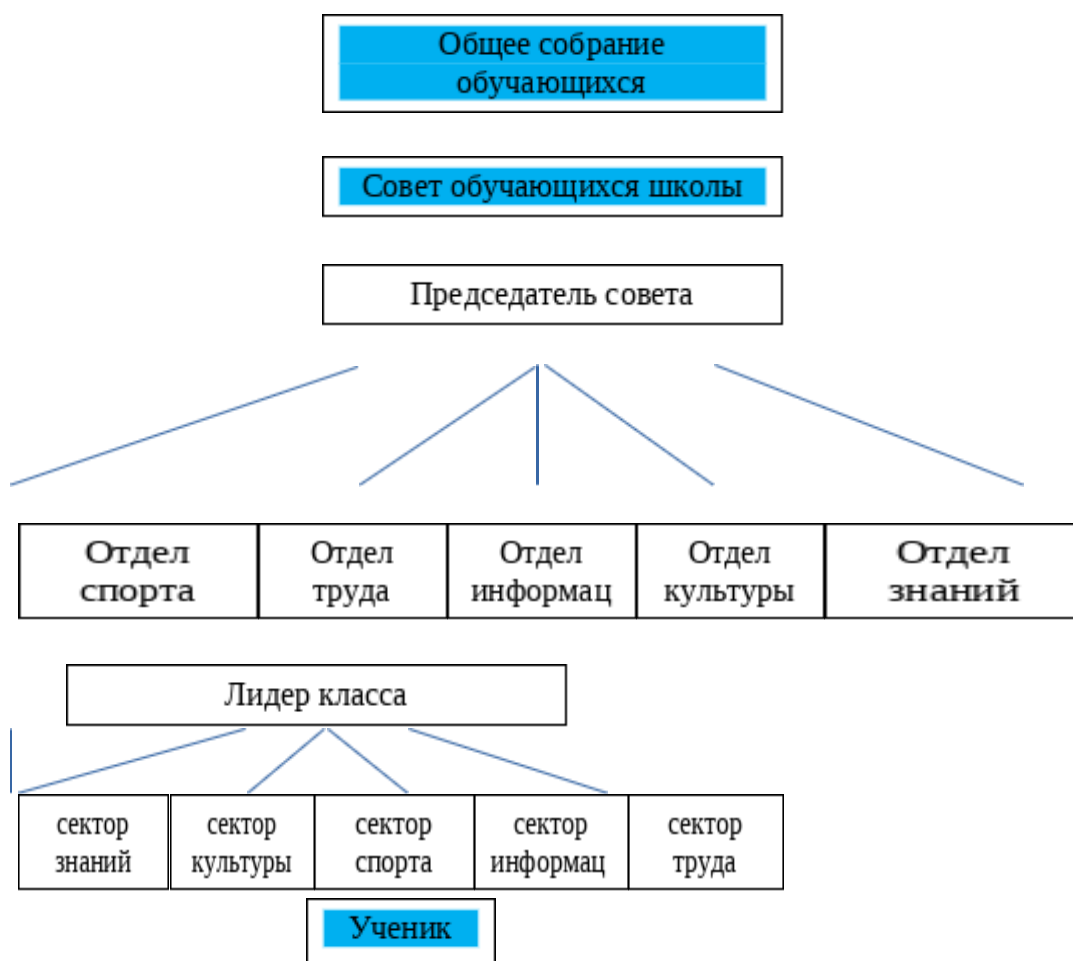 Общее собрание
обучающихся
Совет обучающихся школы
Председатель совета
Отдел
спорта
Отдел
труда
Отдел
информац
Отдел
культуры
Отдел
знаний
Лидер класса
сектор
знаний
сектор
культуры
сектор
спорта
сектор
информац
сектор
труда
Ученик